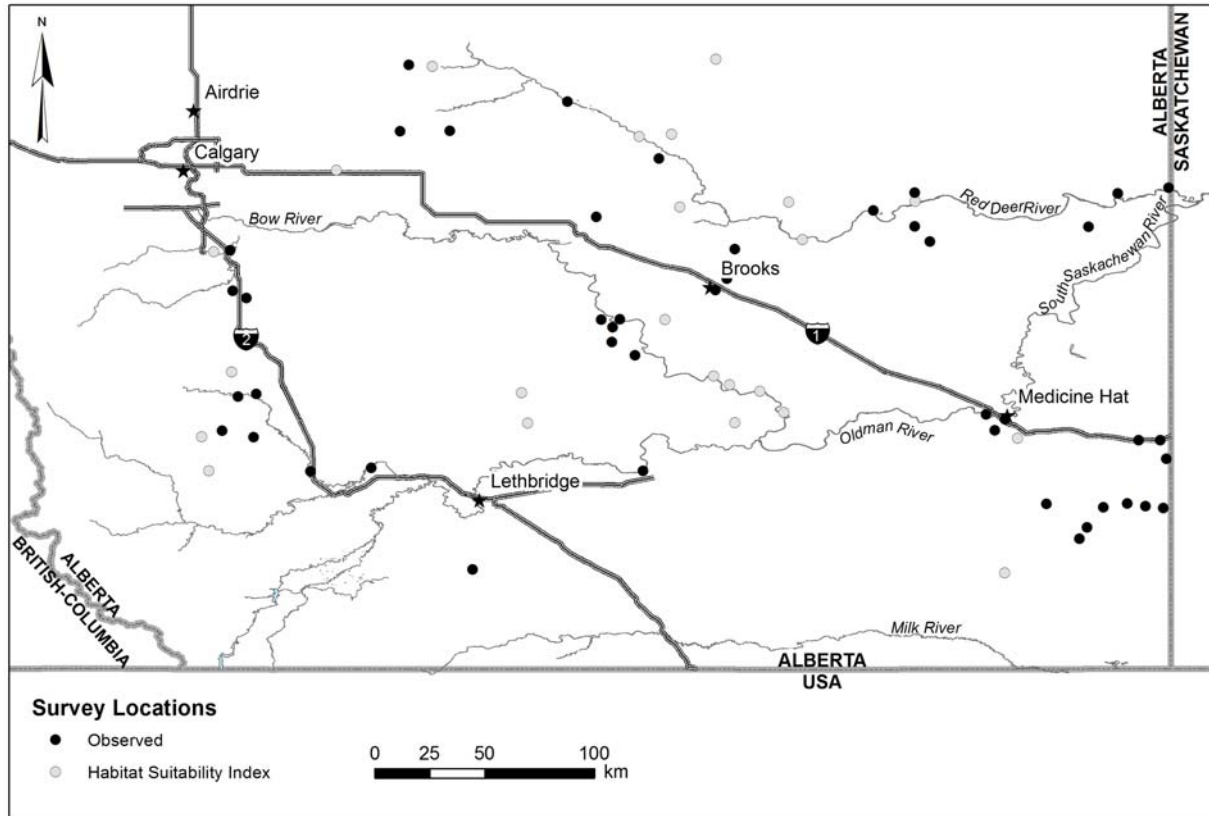 N
Airdrie
Calgary
Bow River
Red Deer River
South Saskachewan River
ALBERTA
SASKATCHEWAN
Brooks
2
1
Medicine Hat
Oldman River
Lethbridge
ALBERTA
BRITISH-COLUMBIA
Milk River
ALBERTA
USA
Survey Locations
Observed
Habitat Suitability Index
0 25 50 100
km